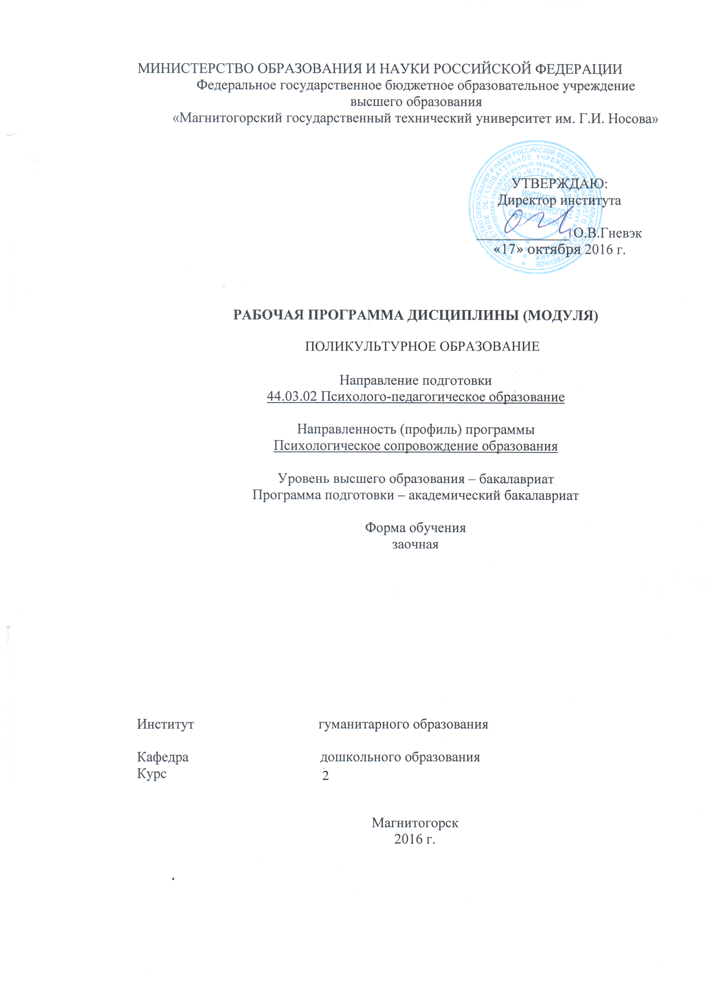 МИНИСТЕРСТВО ОБРАЗОВАНИЯ И НАУКИ РОССИЙСКОЙ ФЕДЕРАЦИИ
Федеральное государственное бюджетное образовательное учреждение
высшего образования
«Магнитогорский государственный технический университет им. Г.И. Носова»
УТВЕРЖДАЮ:
Директор института
О.В.Гневэк
«17» октября 2016 г.
ИНСТИТУТ
ГУМАНИТАРНОГО
ОБРАЗОВАНИЯ
РАБОЧАЯ ПРОГРАММА ДИСЦИПЛИНЫ (МОДУЛЯ)
ПОЛИКУЛЬТУРНОЕ ОБРАЗОВАНИЕ
Направление подготовки
44.03.02 Психолого-педагогическое образование
Направленность (профиль) программы
Психологическое сопровождение образования
Уровень высшего образования – бакалавриат
Программа подготовки – академический бакалавриат
Форма обучения
заочная
Институт гуманитарного образования
Кафедра дошкольного образования
Курс 2
Магнитогорск
2016 г.